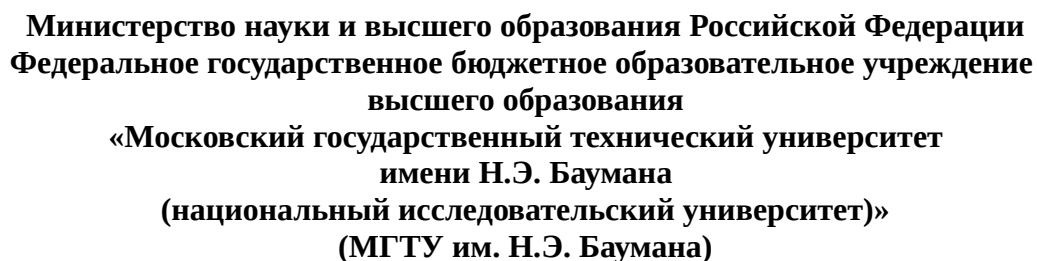 Министерство науки и высшего образования Российской Федерации
Федеральное государственное бюджетное образовательное учреждение
высшего образования
«Московский государственный технический университет
имени Н.Э. Баумана
(национальный исследовательский университет)»
(МГТУ им. Н.Э. Баумана)